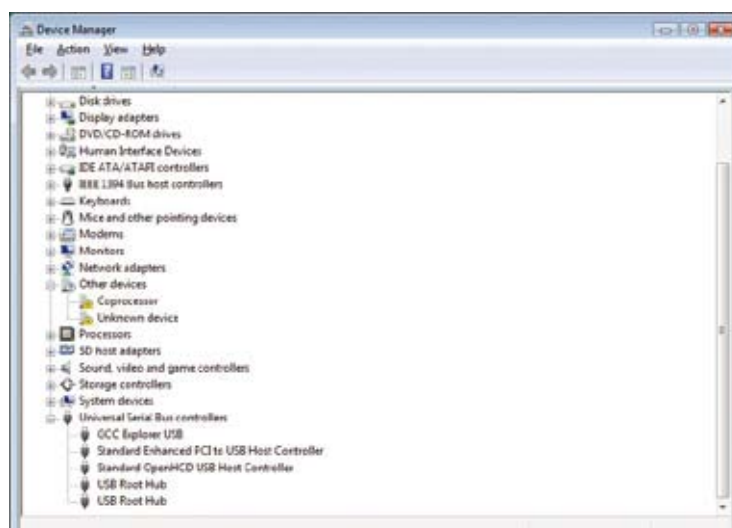 Device Manager
File Action View Help
Disk drives
Display adapters
DVD/CD-ROM drives
Human Interface Devices
IDE ATA/ATAPI controllers
IEEE 1394 Bus host controllers
Keyboards
Mice and other pointing devices
Modems
Monitors
Network adapters
Other devices
Coprocessor
Unknown device
Processors
SD host adapters
Sound, video and game controllers
Storage controllers
System devices
Universal Serial Bus controllers
GCC Explorer USB
Standard Enhanced PCI to USB Host Controller
Standard OpenHCD USB Host Controller
USB Root Hub
USB Root Hub